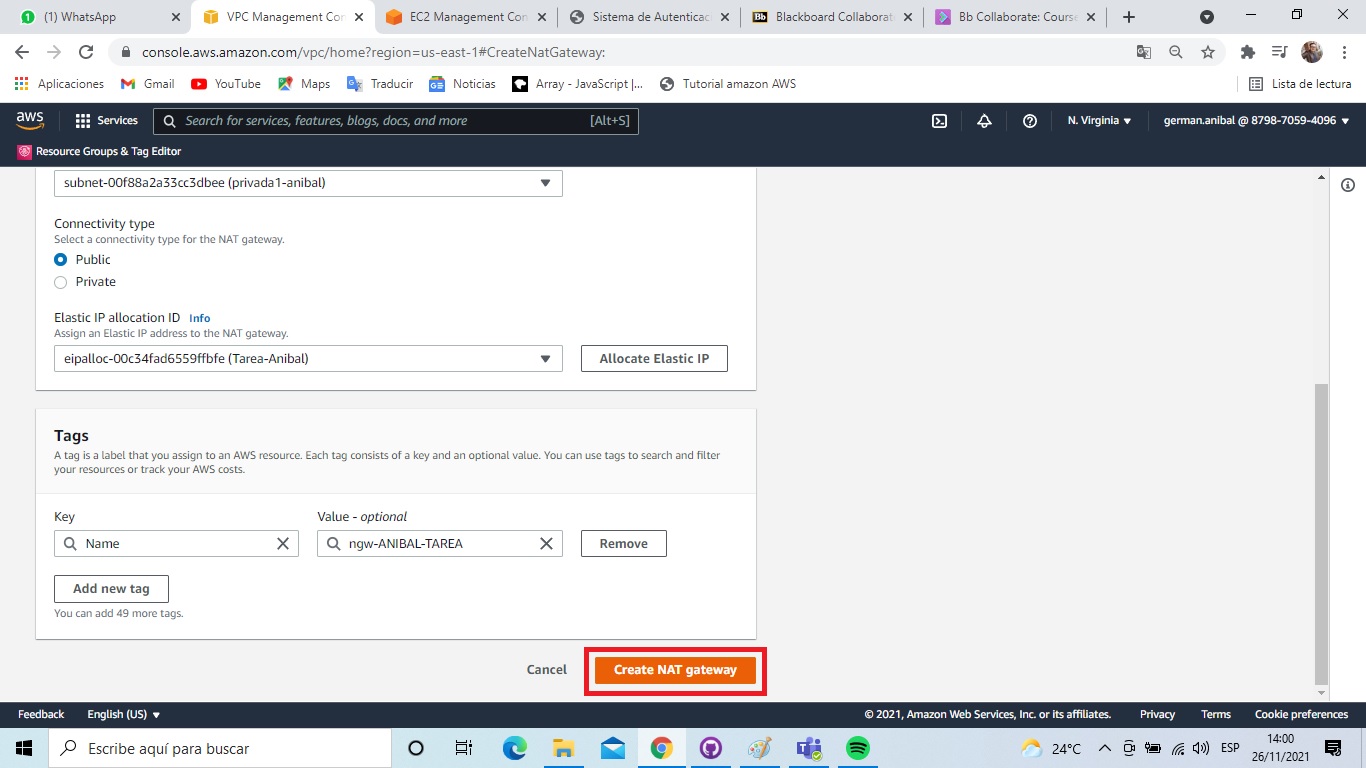 (1) WhatsApp
VPC Management Con
EC2 Management Con
Sistema de Autenticac
Bb Blackboard Collaborat
Bb Collaborate: Course
console.aws.amazon.com/vpc/home?region=us-east-1#CreateNatGateway:
Aplicaciones
Gmail
YouTube
Maps
Traducir
Noticias
Array - JavaScript |...
Tutorial amazon AWS
Lista de lectura
aws
Services
Search for services, features, blogs, docs, and more [Alt+S]
N. Virginia
german.anibal @ 8798-7059-4096
Resource Groups & Tag Editor
subnet-00f88a2a33cc3dbee (privada1-anibal)
Connectivity type
Select a connectivity type for the NAT gateway.
Public
Private
Elastic IP allocation ID Info
Assign an Elastic IP address to the NAT gateway.
eipalloc-00c34fad6559ffbfe (Tarea-Anibal)
Allocate Elastic IP
Tags
A tag is a label that you assign to an AWS resource. Each tag consists of a key and an optional value. You can use tags to search and filter
your resources or track your AWS costs.
Key
Value - optional
Name
ngw-ANIBAL-TAREA
Remove
Add new tag
You can add 49 more tags.
Cancel
Create NAT gateway
Feedback
English (US)
© 2021, Amazon Web Services, Inc. or its affiliates.
Privacy
Terms
Cookie preferences
Escribe aquí para buscar
24°C
ESP
14:00
26/11/2021